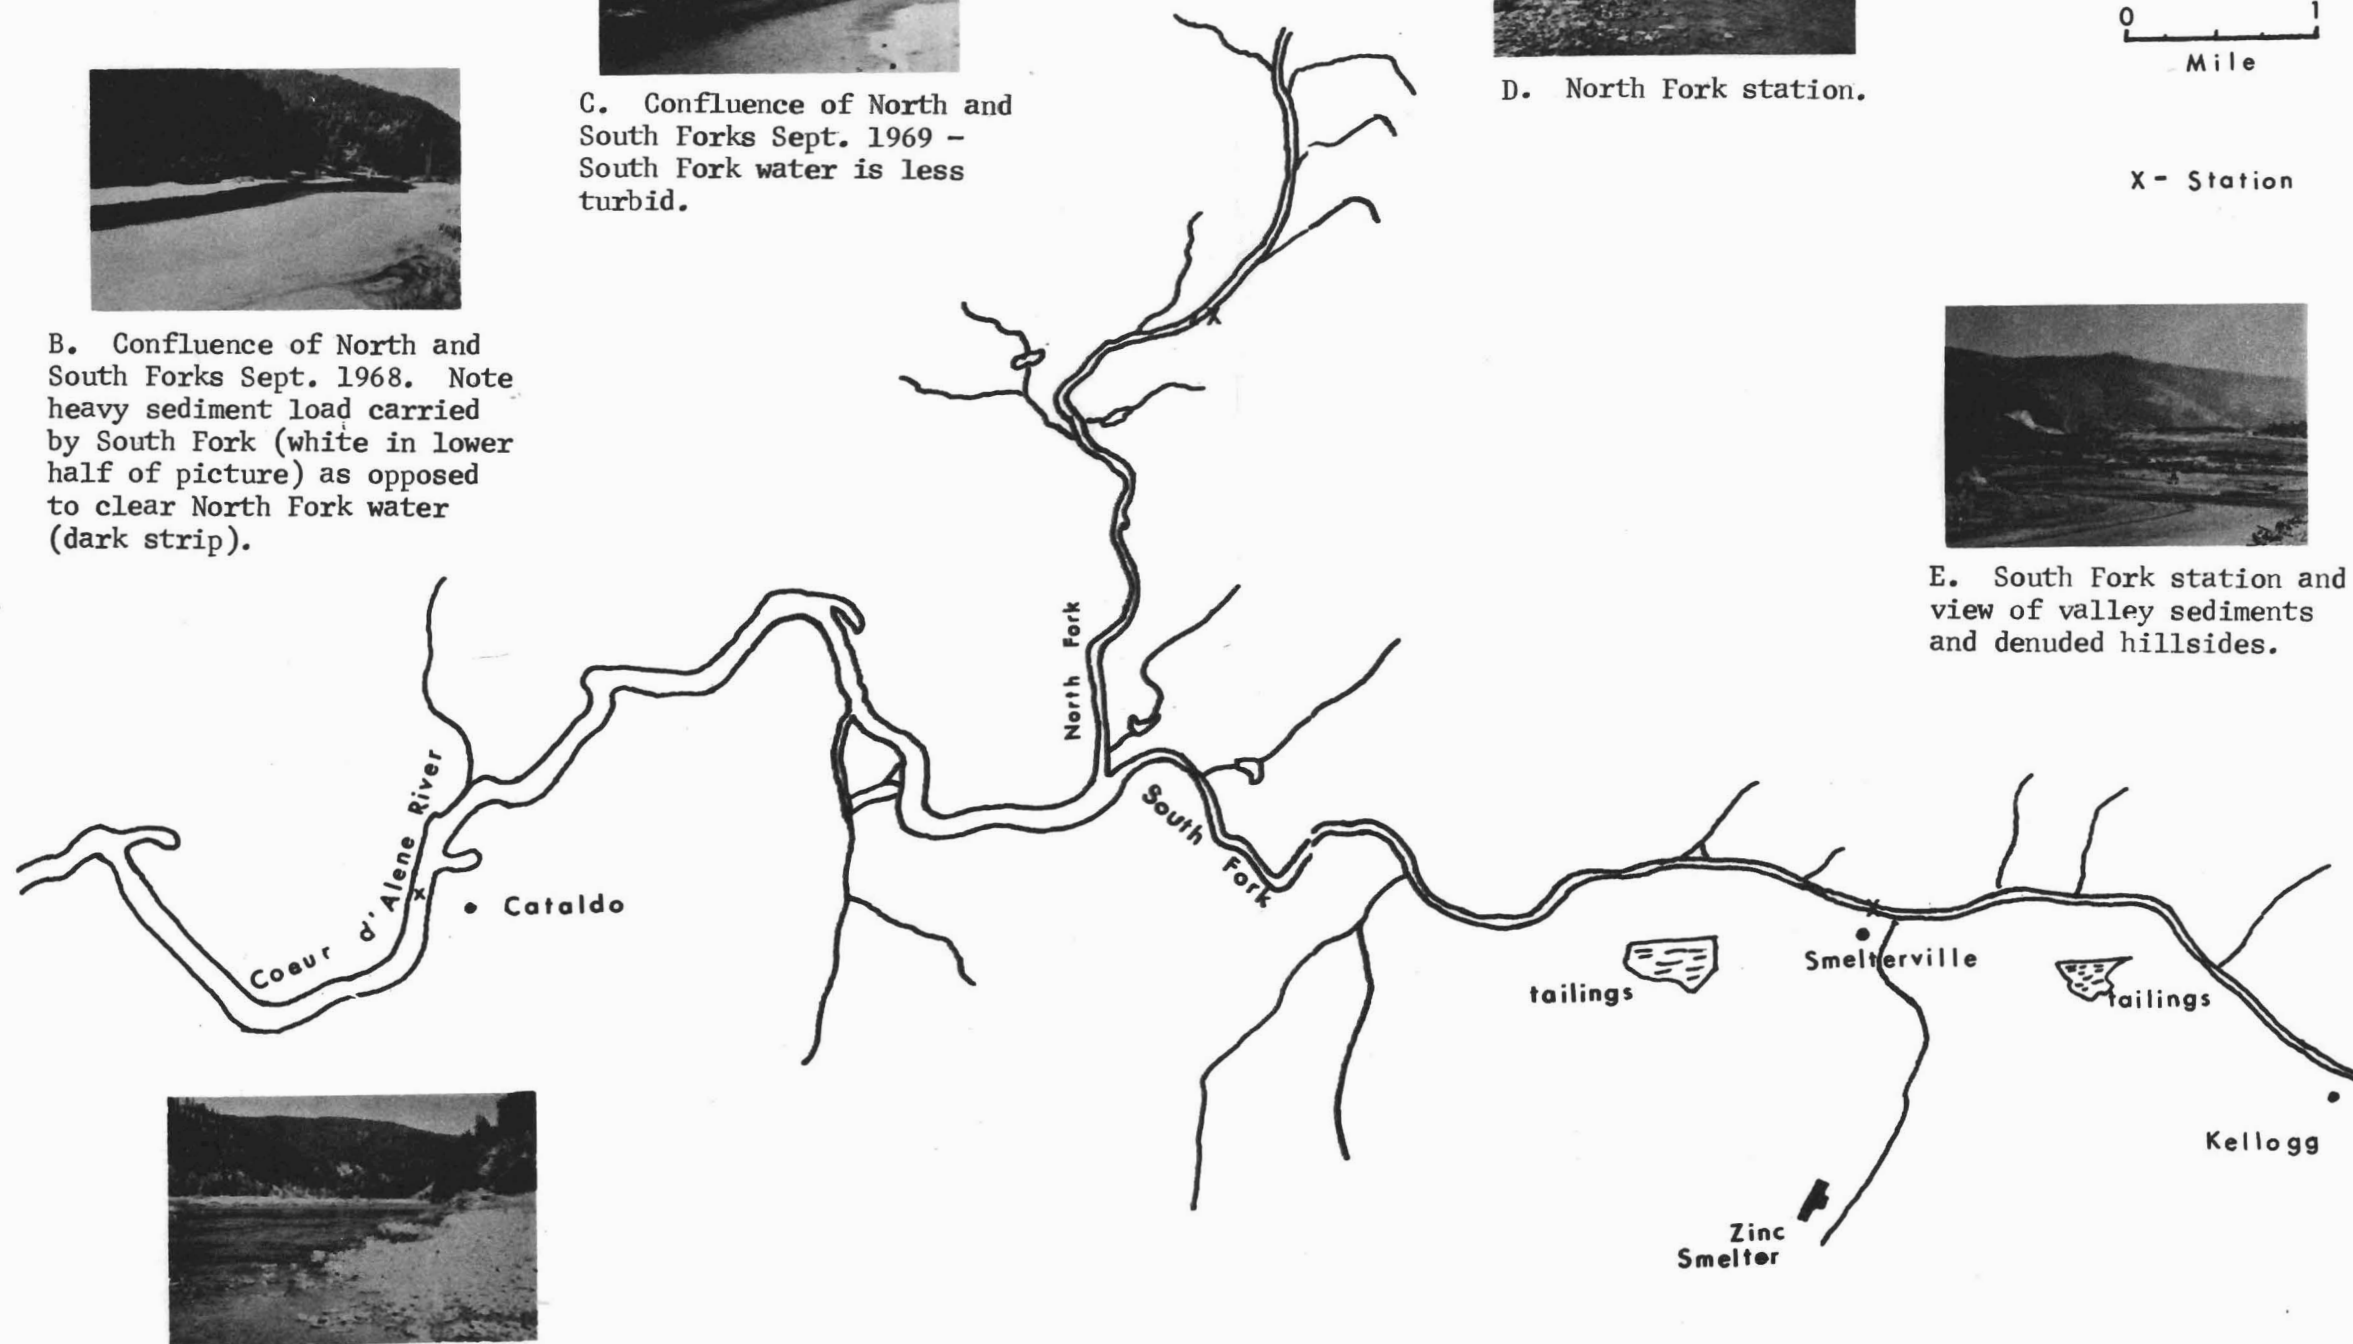 0 1
Mile
C. Confluence of North and
South Forks Sept. 1969 –
South Fork water is less
turbid.
D. North Fork station.
X - Station
B. Confluence of North and
South Forks Sept. 1968. Note
heavy sediment load carried
by South Fork (white in lower
half of picture) as opposed
to clear North Fork water
(dark strip).
E. South Fork station and
view of valley sediments
and denuded hillsides.
North Fork
South Fork
Coeur d'Alene River
x
x
x
Cataldo
Smelterville
tailings
tailings
Kellogg
Zinc
Smelter